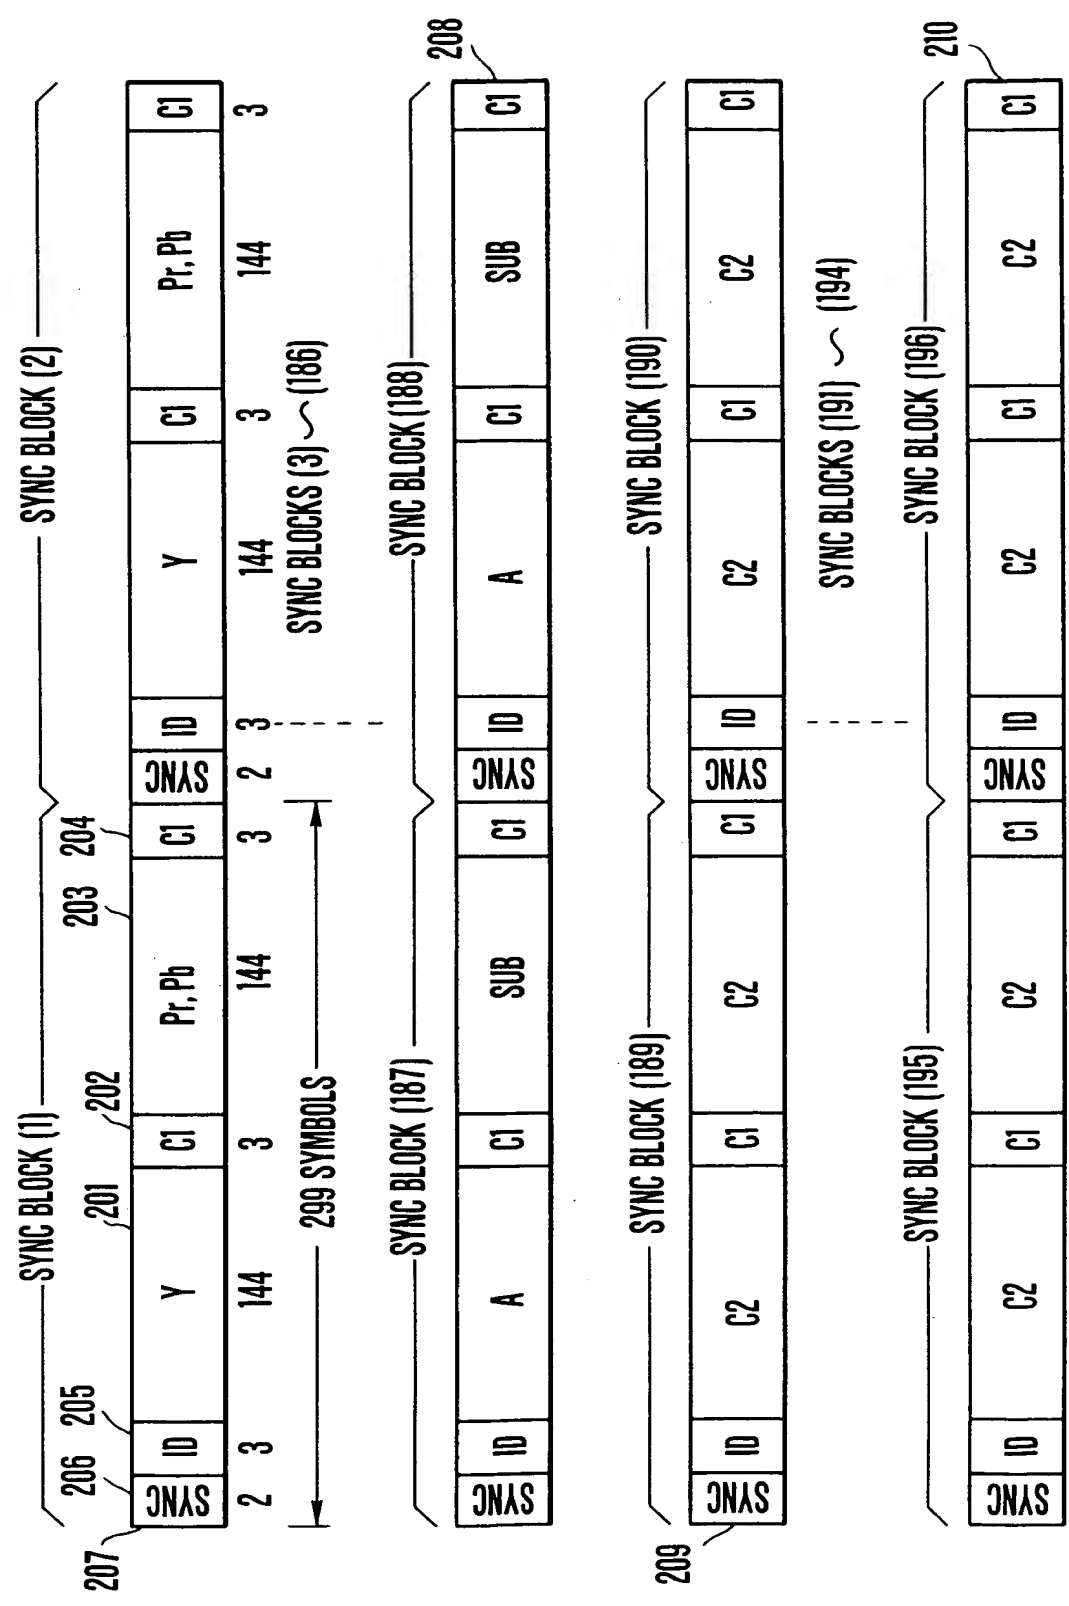 SYNC BLOCK (1) SYNC BLOCK (2)
207 206 205 201 202 203 204
SYNC ID Y C1 Pr, Pb C1 SYNC ID Y C1 Pr, Pb C1
2 3 144 3 144 3 2 3 144 3 144 3
299 SYMBOLS SYNC BLOCKS (3) ~ (186)
SYNC BLOCK (187) SYNC BLOCK (188) 208
SYNC ID A C1 SUB C1 SYNC ID A C1 SUB C1
SYNC BLOCK (189) SYNC BLOCK (190)
209 SYNC ID C2 C1 C2 C1 SYNC ID C2 C1 C2 C1
SYNC BLOCKS (191) ~ (194)
SYNC BLOCK (195) SYNC BLOCK (196) 210
SYNC ID C2 C1 C2 C1 SYNC ID C2 C1 C2 C1